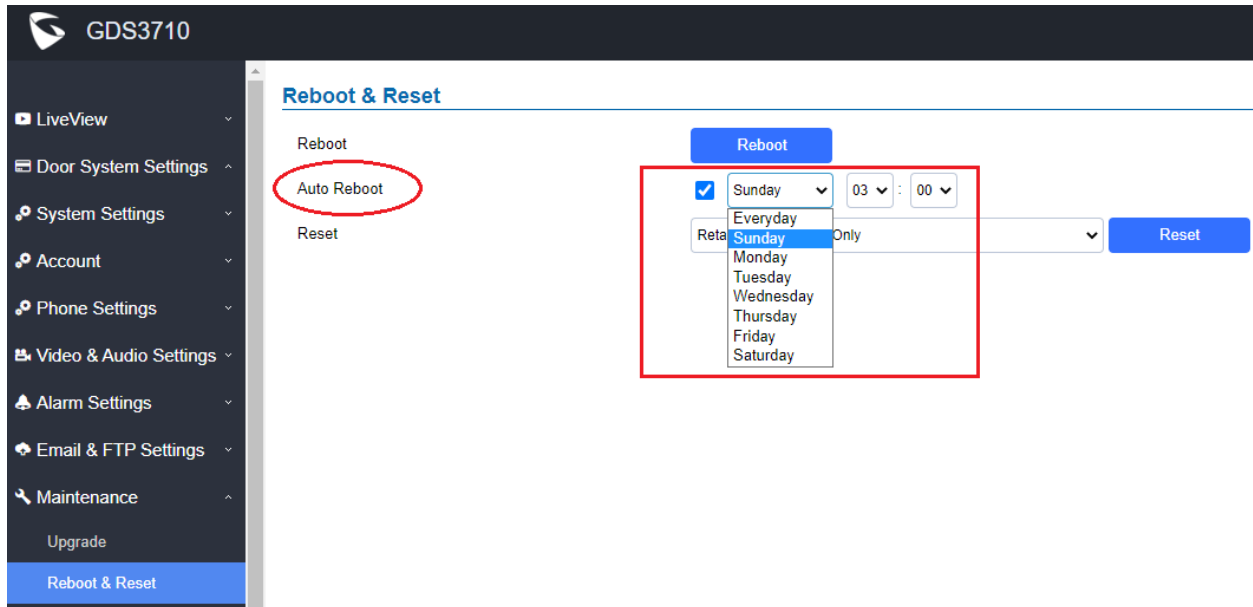 GDS3710
LiveView
Door System Settings
System Settings
Account
Phone Settings
Video & Audio Settings
Alarm Settings
Email & FTP Settings
Maintenance
Upgrade
Reboot & Reset
Reboot & Reset
Reboot
Reboot
Auto Reboot
Sunday 03 : 00
Reset
Reta Only
Reset
Everyday
Sunday
Monday
Tuesday
Wednesday
Thursday
Friday
Saturday